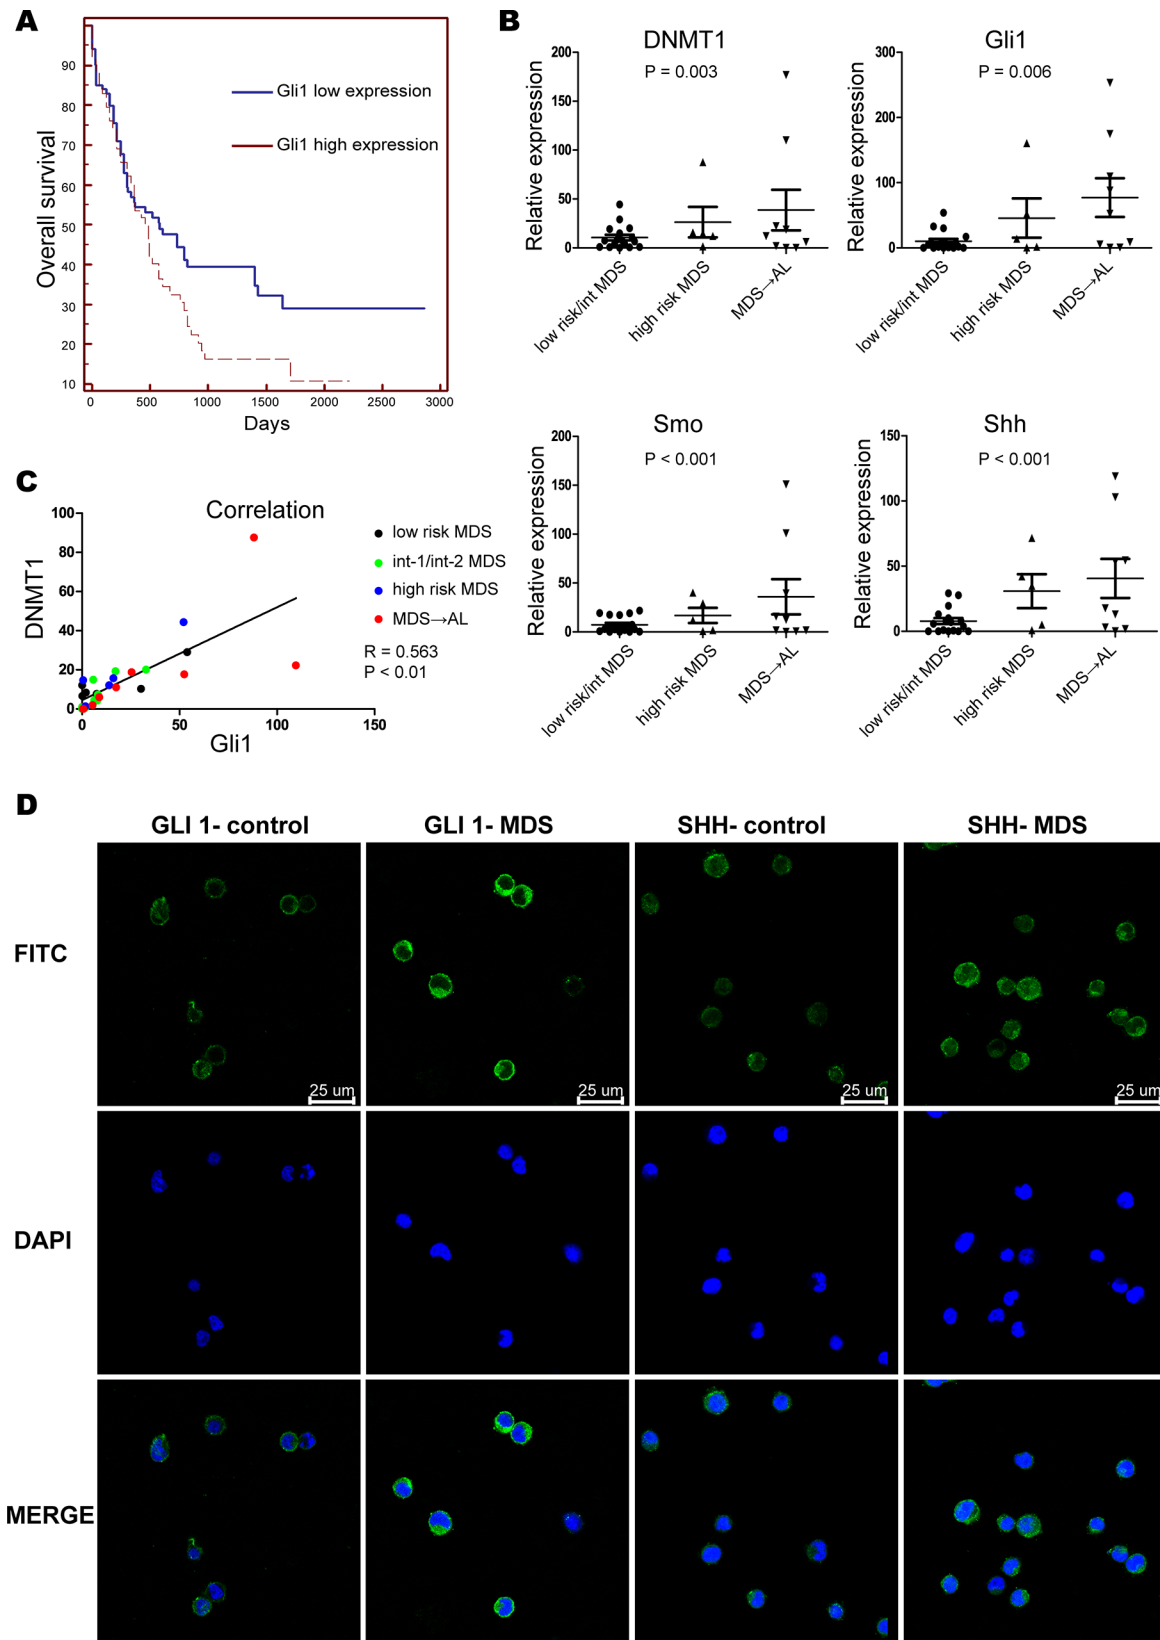 A
Overall survival
90
80
70
60
50
40
30
20
10
0
500
1000
1500
2000
2500
3000
Days
Gli1 low expression
Gli1 high expression
B
DNMT1
P = 0.003
Relative expression
200
150
100
50
0
low risk/int MDS
high risk MDS
MDS→AL
Gli1
P = 0.006
Relative expression
300
200
100
0
low risk/int MDS
high risk MDS
MDS→AL
Smo
P < 0.001
Relative expression
200
150
100
50
0
low risk/int MDS
high risk MDS
MDS→AL
Shh
P < 0.001
Relative expression
150
100
50
0
low risk/int MDS
high risk MDS
MDS→AL
C
Correlation
DNMT1
100
80
60
40
20
0
0
50
100
150
Gli1
low risk MDS
int-1/int-2 MDS
high risk MDS
MDS→AL
R = 0.563
P < 0.01
D
GLI 1- control
GLI 1- MDS
SHH- control
SHH- MDS
FITC
25 um
25 um
25 um
25 um
DAPI
MERGE